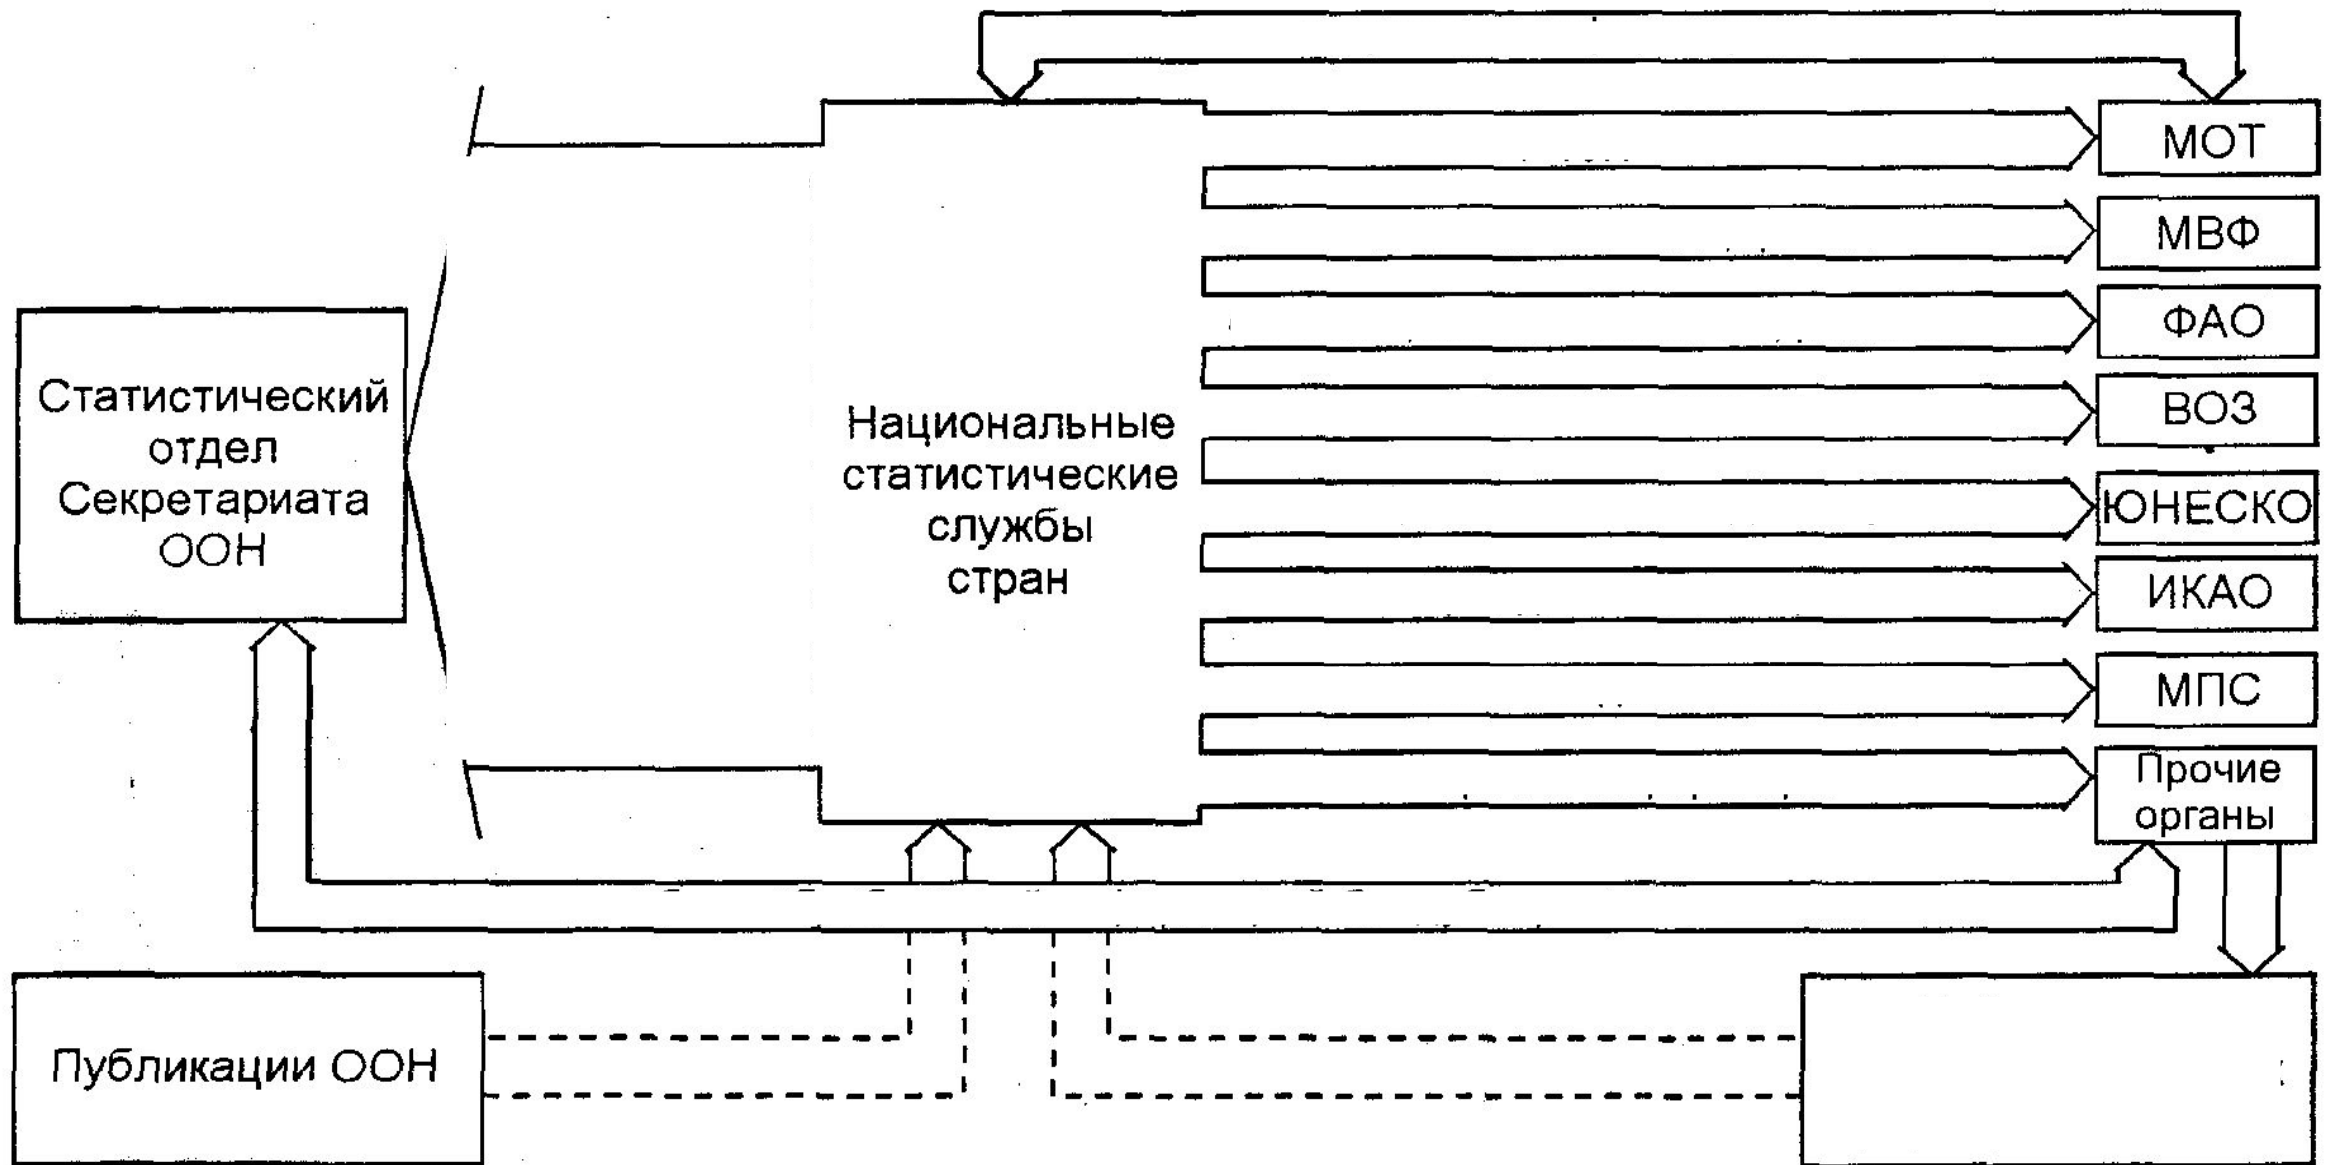 МОТ
МВФ
ФАО
ВОЗ
ЮНЕСКО
ИКАО
МПС
Прочие
органы
Статистический
отдел
Секретариата
ООН
Национальные
статистические
службы
стран
Публикации ООН